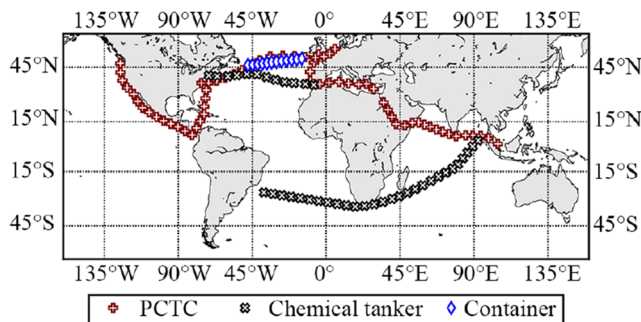 135°W 90°W 45°W 0° 45°E 90°E 135°E
45°N 45°N
15°N 15°N
15°S 15°S
45°S 45°S
135°W 90°W 45°W 0° 45°E 90°E 135°E
PCTC Chemical tanker Container